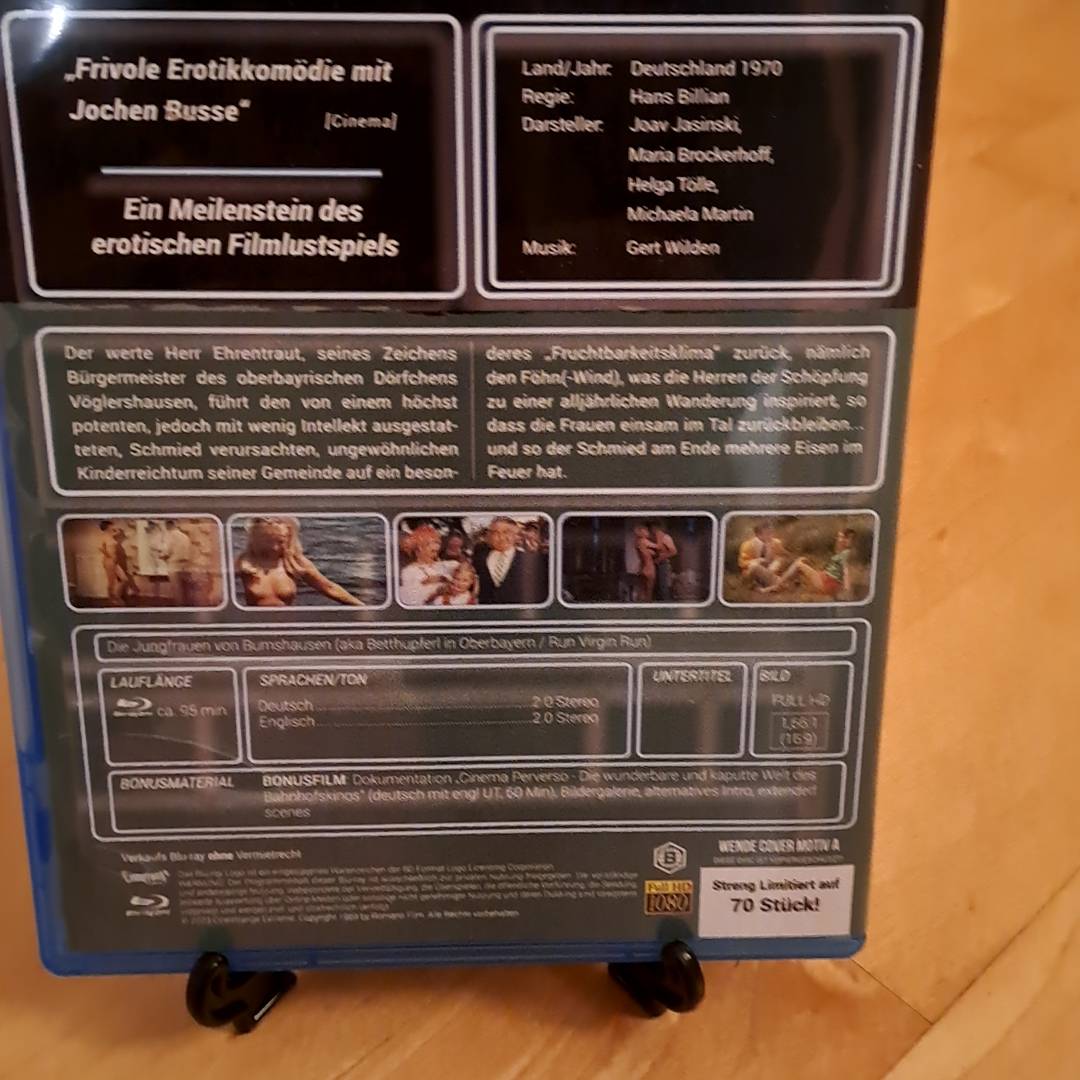 „Frivole Erotikkomödie mit
Jochen Busse“
[Cinema]
Ein Meilenstein des
erotischen Filmlustspiels
Land/Jahr: Deutschland 1970
Regie: Hans Billian
Darsteller: Joav Jasinski,
Maria Brockerhoff,
Helga Tölle,
Michaela Martin
Musik: Gert Wilden
Der werte Herr Ehrentraut, seines Zeichens
Bürgermeister des oberbayrischen Dörfchens
Vöglershausen, führt den von einem höchst
potenten, jedoch mit wenig Intellekt ausgestat-
teten, Schmied verursachten, ungewöhnlichen
Kinderreichtum seiner Gemeinde auf ein beson-
deres „Fruchtbarkeitsklima“ zurück, nämlich
den Föhn(-Wind), was die Herren der Schöpfung
zu einer alljährlichen Wanderung inspiriert, so
dass die Frauen einsam im Tal zurückbleiben...
und so der Schmied am Ende mehrere Eisen im
Feuer hat.
Die Jungfrauen von Bumshausen (aka Betthupferl in Oberbayern / Run Virgin Run)
LAUFLÄNGE
ca. 95 min
SPRACHEN/TON
Deutsch 2.0 Stereo
Englisch 2.0 Stereo
UNTERTITEL
BILD
FULL HD
1,66:1
(16:9)
BONUSMATERIAL
BONUSFILM: Dokumentation „Cinema Perverso - Die wunderbare und kaputte Welt des
Bahnhofskinos“ (deutsch mit engl UT, 60 Min), Bildergalerie, alternatives Intro, extended
scenes
Verkaufs Blu-ray ohne Vermietrecht
WENDE COVER MOTIV A
Full HD
1080
Streng Limitiert auf
70 Stück!